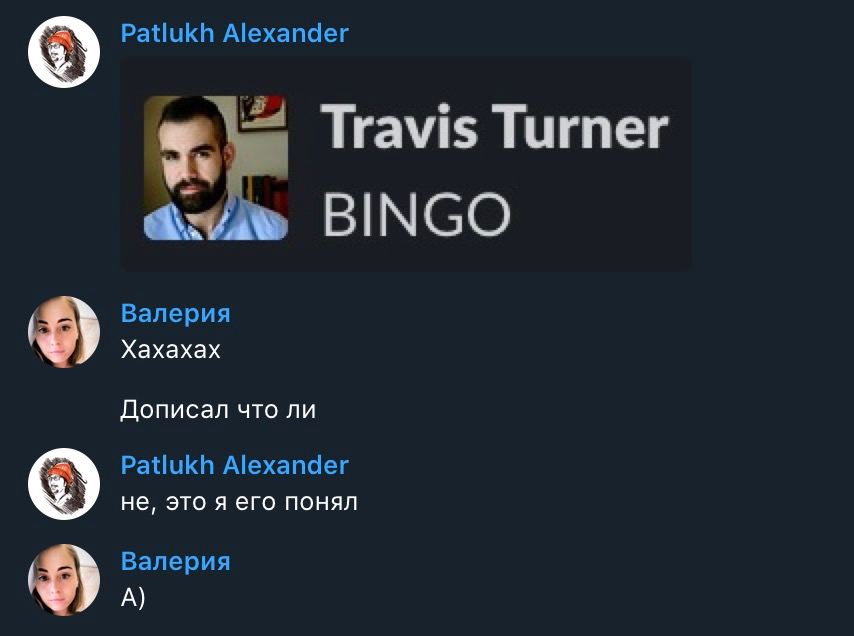 Patlukh Alexander
Travis Turner
BINGO
Валерия
Хахахах
Дописал что ли
Patlukh Alexander
не, это я его понял
Валерия
А)